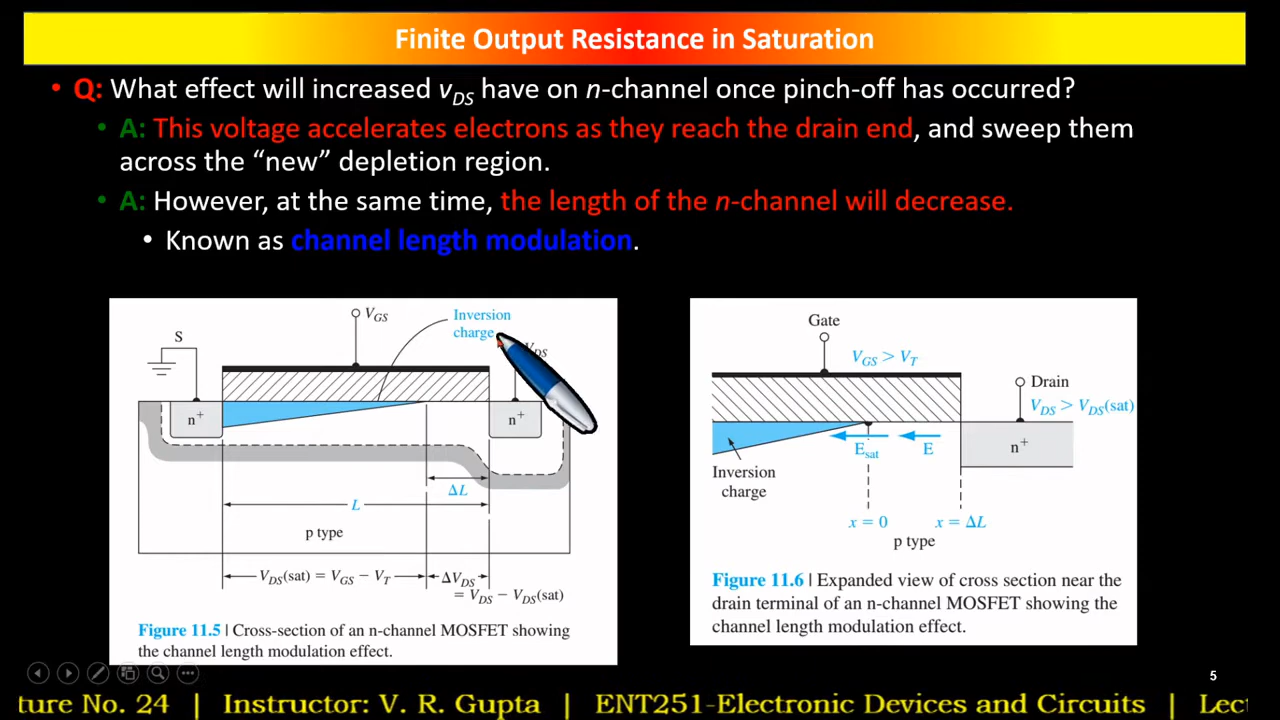 Finite Output Resistance in Saturation
• Q: What effect will increased vDS have on n-channel once pinch-off has occurred?
• A: This voltage accelerates electrons as they reach the drain end, and sweep them
across the “new” depletion region.
• A: However, at the same time, the length of the n-channel will decrease.
• Known as channel length modulation.
S
VGS
Inversion
charge
VDS
n+
n+
ΔL
L
p type
VDS(sat) = VGS − VT
ΔVDS
= VDS − VDS(sat)
Figure 11.5 | Cross-section of an n-channel MOSFET showing
the channel length modulation effect.
Gate
VGS > VT
Drain
VDS > VDS(sat)
Esat
E
n+
Inversion
charge
x = 0
x = ΔL
p type
Figure 11.6 | Expanded view of cross section near the
drain terminal of an n-channel MOSFET showing the
channel length modulation effect.
5
ture No. 24 | Instructor: V. R. Gupta | ENT251-Electronic Devices and Circuits | Lect